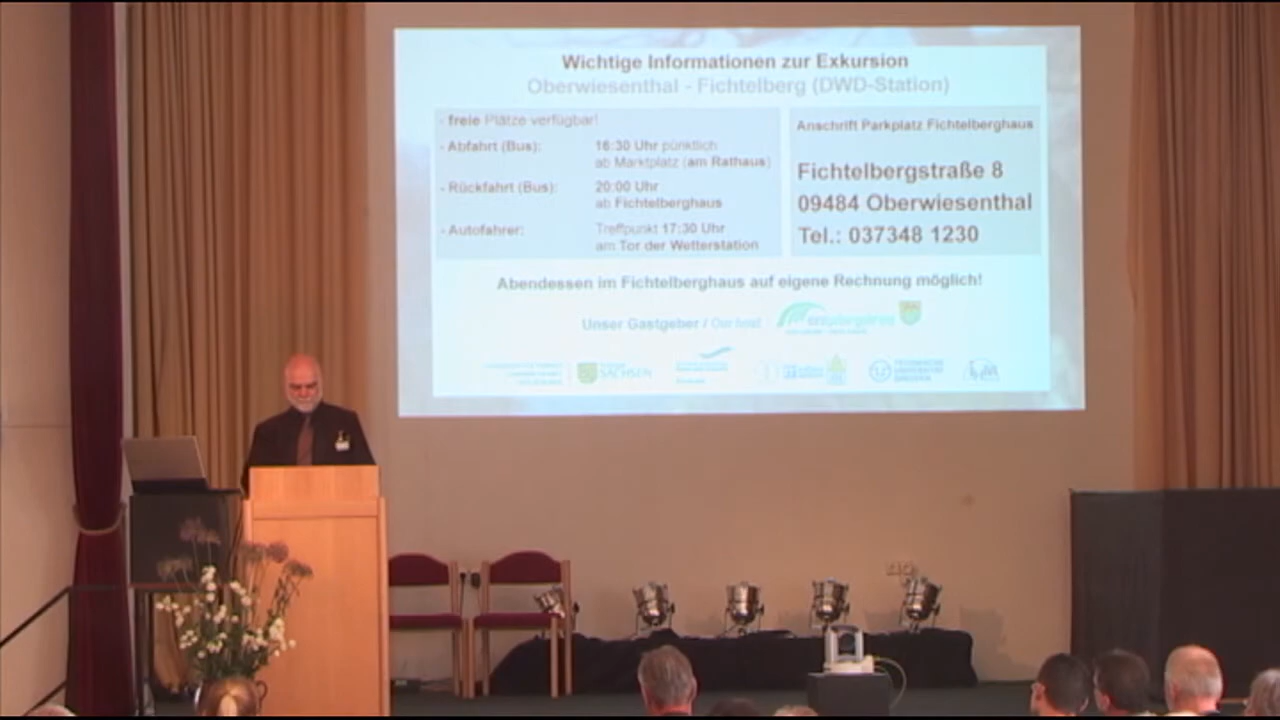 Wichtige Informationen zur Exkursion
Oberwiesenthal - Fichtelberg (DWD-Station)
- freie Plätze verfügbar!
- Abfahrt (Bus): 16:30 Uhr pünktlich
ab Marktplatz (am Rathaus)
- Rückfahrt (Bus): 20:00 Uhr
ab Fichtelberghaus
- Autofahrer: Treffpunkt 17:30 Uhr
am Tor der Wetterstation
Anschrift Parkplatz Fichtelberghaus
Fichtelbergstraße 8
09484 Oberwiesenthal
Tel.: 037348 1230
Abendessen im Fichtelberghaus auf eigene Rechnung möglich!
Unser Gastgeber / Our host:
SACHSEN
TECHNISCHE
UNIVERSITÄT
DRESDEN